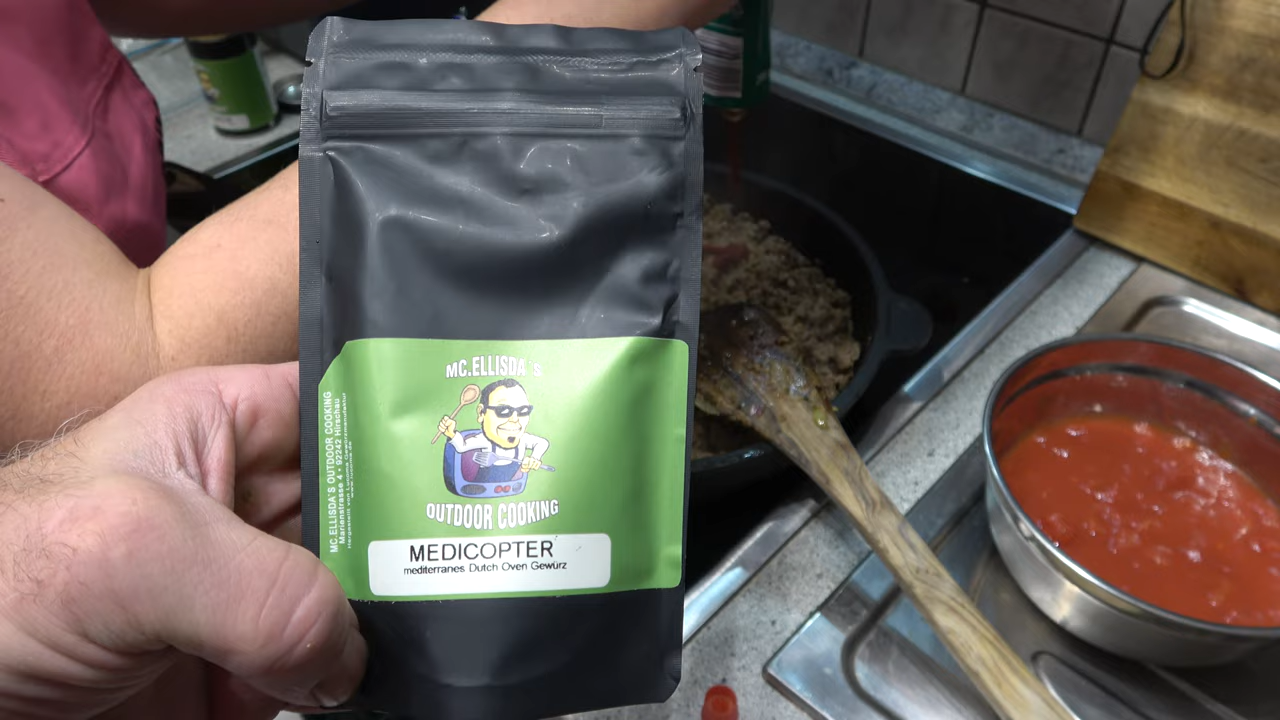 MC.ELLISDA´S
OUTDOOR COOKING
MEDICOPTER
mediterranes Dutch Oven Gewürz
MC.ELLISDA'S OUTDOOR COOKING
Marienstrasse 4 • 92242 Hirschau